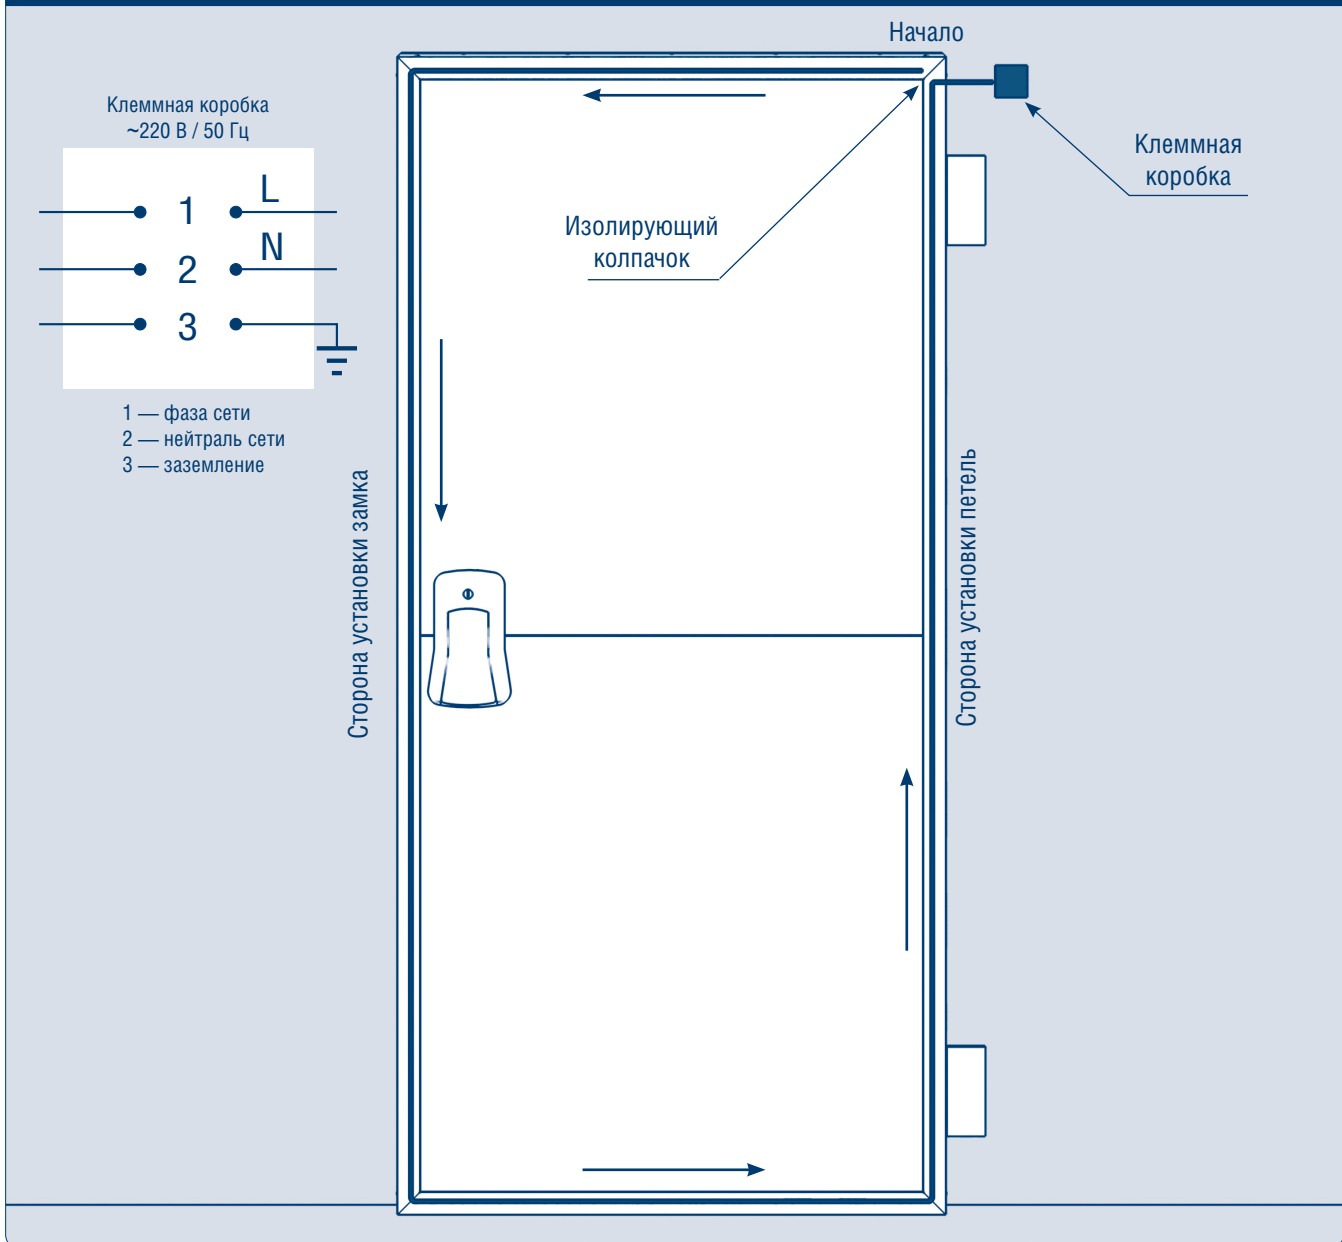 Начало
Клеммная коробка
~220 В / 50 Гц
L
1
N
2
3
1 — фаза сети
2 — нейтраль сети
3 — заземление
Изолирующий
колпачок
Клеммная
коробка
Сторона установки замка
Сторона установки петель